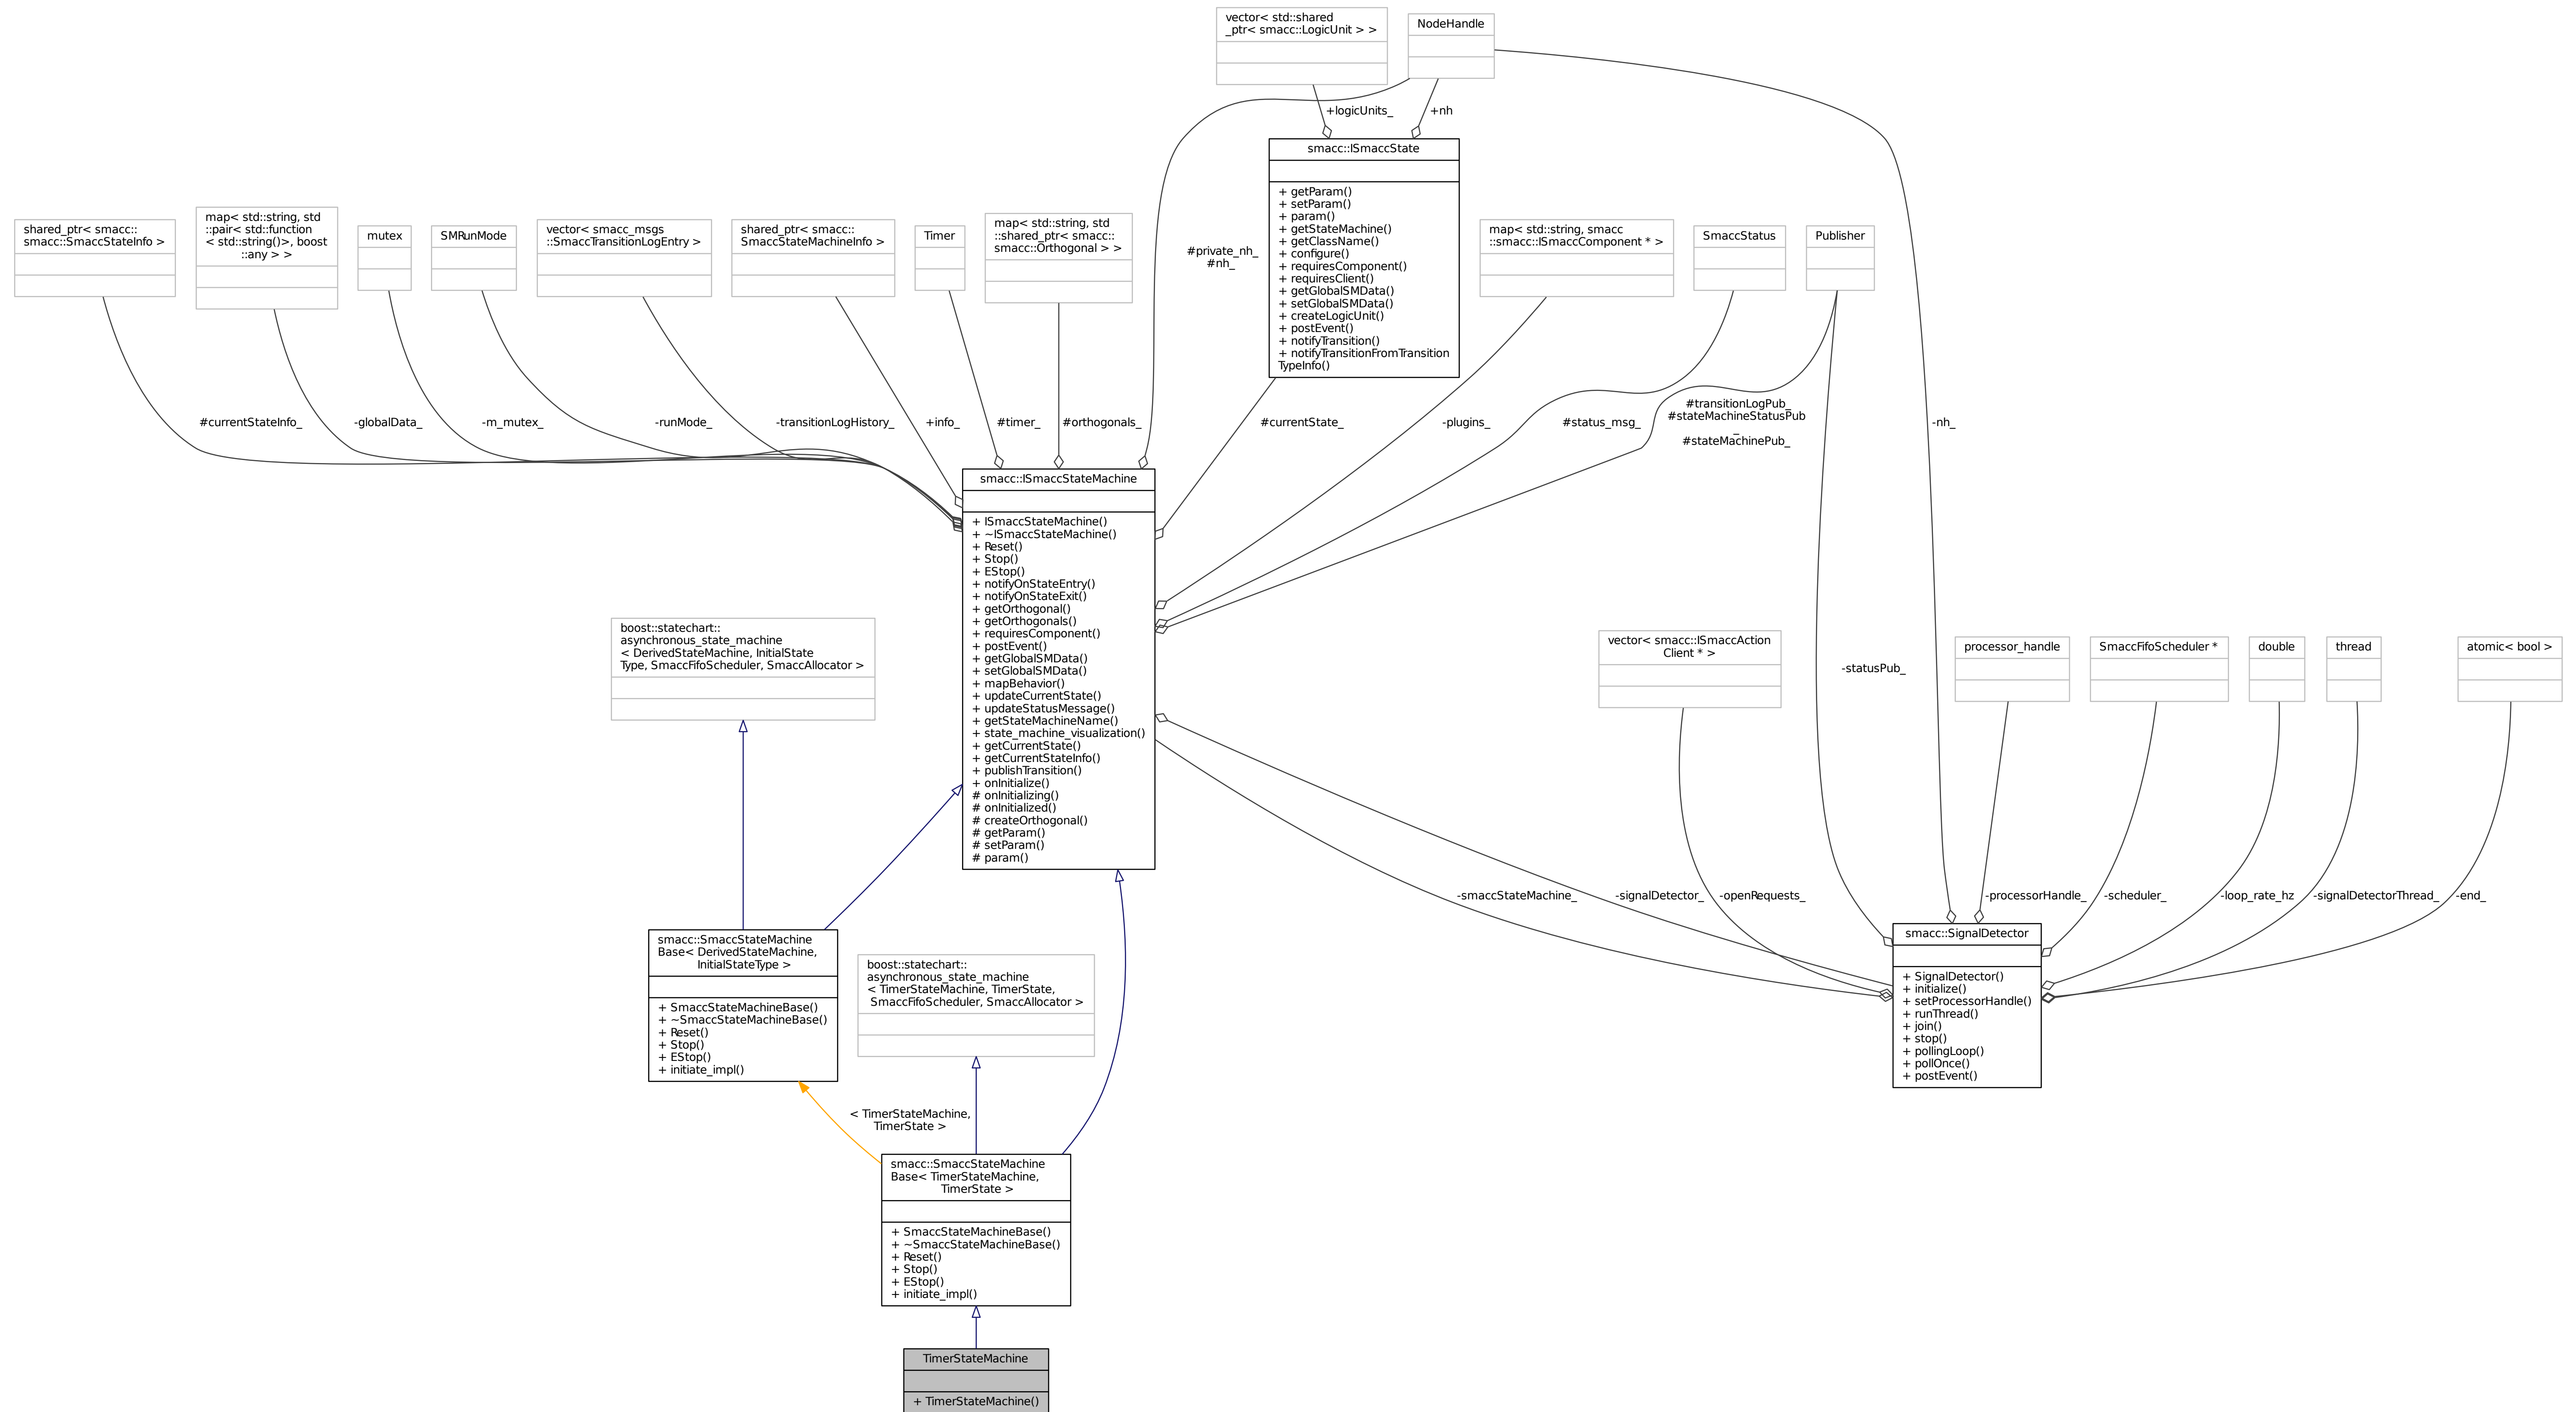 vector< std::shared
_ptr< smacc::LogicUnit > >
NodeHandle
+logicUnits_
+nh
smacc::ISmaccState
+ getParam()
+ setParam()
+ param()
+ getStateMachine()
+ getClassName()
+ configure()
+ requiresComponent()
+ requiresClient()
+ getGlobalSMData()
+ setGlobalSMData()
+ createLogicUnit()
+ postEvent()
+ notifyTransition()
+ notifyTransitionFromTransition
TypeInfo()
shared_ptr< smacc::
smacc::SmaccStateInfo >
map< std::string, std
::pair< std::function
< std::string()>, boost
::any > >
mutex
SMRunMode
vector< smacc_msgs
::SmaccTransitionLogEntry >
shared_ptr< smacc::
SmaccStateMachineInfo >
Timer
map< std::string, std
::shared_ptr< smacc::
smacc::Orthogonal > >
#private_nh_
#nh_
map< std::string, smacc
::smacc::ISmaccComponent * >
SmaccStatus
Publisher
#currentStateInfo_
-globalData_
-m_mutex_
-runMode_
-transitionLogHistory_
+info_
#timer_
#orthogonals_
#currentState_
-plugins_
#status_msg_
#transitionLogPub_
#stateMachineStatusPub
_
#stateMachinePub_
-nh_
smacc::ISmaccStateMachine
+ ISmaccStateMachine()
+ ~ISmaccStateMachine()
+ Reset()
+ Stop()
+ EStop()
+ notifyOnStateEntry()
+ notifyOnStateExit()
+ getOrthogonal()
+ getOrthogonals()
+ requiresComponent()
+ postEvent()
+ getGlobalSMData()
+ setGlobalSMData()
+ mapBehavior()
+ updateCurrentState()
+ updateStatusMessage()
+ getStateMachineName()
+ state_machine_visualization()
+ getCurrentState()
+ getCurrentStateInfo()
+ publishTransition()
+ onInitialize()
# onInitializing()
# onInitialized()
# createOrthogonal()
# getParam()
# setParam()
# param()
boost::statechart::
asynchronous_state_machine
< DerivedStateMachine, InitialState
Type, SmaccFifoScheduler, SmaccAllocator >
vector< smacc::ISmaccAction
Client * >
-statusPub_
processor_handle
SmaccFifoScheduler *
double
thread
atomic< bool >
-smaccStateMachine_
-signalDetector_
-openRequests_
-processorHandle_
-scheduler_
-loop_rate_hz
-signalDetectorThread_
-end_
smacc::SmaccStateMachine
Base< DerivedStateMachine,
InitialStateType >
+ SmaccStateMachineBase()
+ ~SmaccStateMachineBase()
+ Reset()
+ Stop()
+ EStop()
+ initiate_impl()
boost::statechart::
asynchronous_state_machine
< TimerStateMachine, TimerState,
SmaccFifoScheduler, SmaccAllocator >
smacc::SignalDetector
+ SignalDetector()
+ initialize()
+ setProcessorHandle()
+ runThread()
+ join()
+ stop()
+ pollingLoop()
+ pollOnce()
+ postEvent()
< TimerStateMachine,
TimerState >
smacc::SmaccStateMachine
Base< TimerStateMachine,
TimerState >
+ SmaccStateMachineBase()
+ ~SmaccStateMachineBase()
+ Reset()
+ Stop()
+ EStop()
+ initiate_impl()
TimerStateMachine
+ TimerStateMachine()